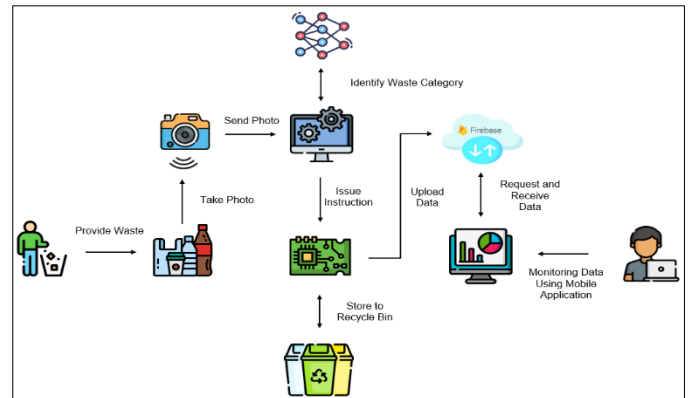 Identify Waste Category
Send Photo
Firebase
Take Photo
Issue
Instruction
Upload
Data
Request and
Receive
Data
Provide Waste
Monitoring Data
Using Mobile
Application
Store to
Recycle Bin